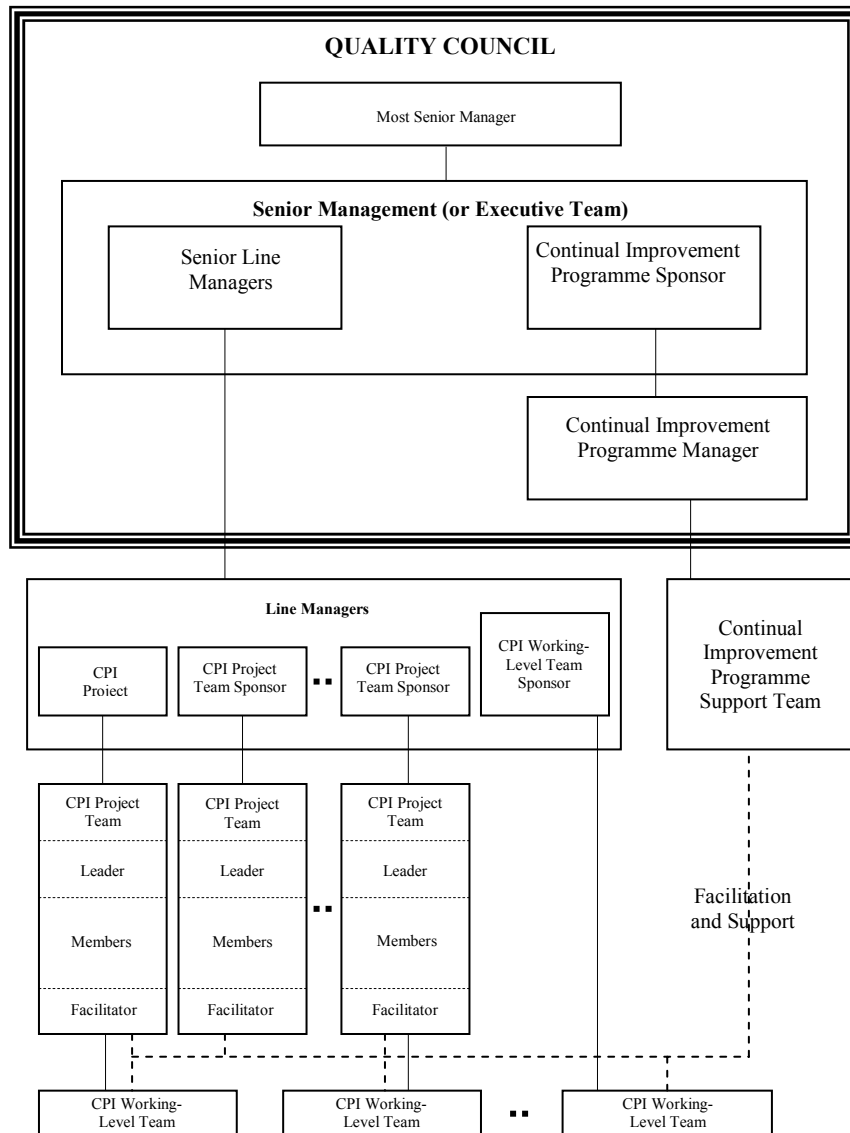 QUALITY COUNCIL
Most Senior Manager
Senior Management (or Executive Team)
Senior Line
Managers
Continual Improvement
Programme Sponsor
Continual Improvement
Programme Manager
Line Managers
CPI
Project
CPI Project
Team Sponsor
CPI Project
Team Sponsor
CPI Working-
Level Team
Sponsor
Continual
Improvement
Programme
Support Team
CPI Project
Team
Leader
Members
Facilitator
CPI Project
Team
Leader
Members
Facilitator
CPI Project
Team
Leader
Members
Facilitator
Facilitation
and Support
CPI Working-
Level Team
CPI Working-
Level Team
CPI Working-
Level Team